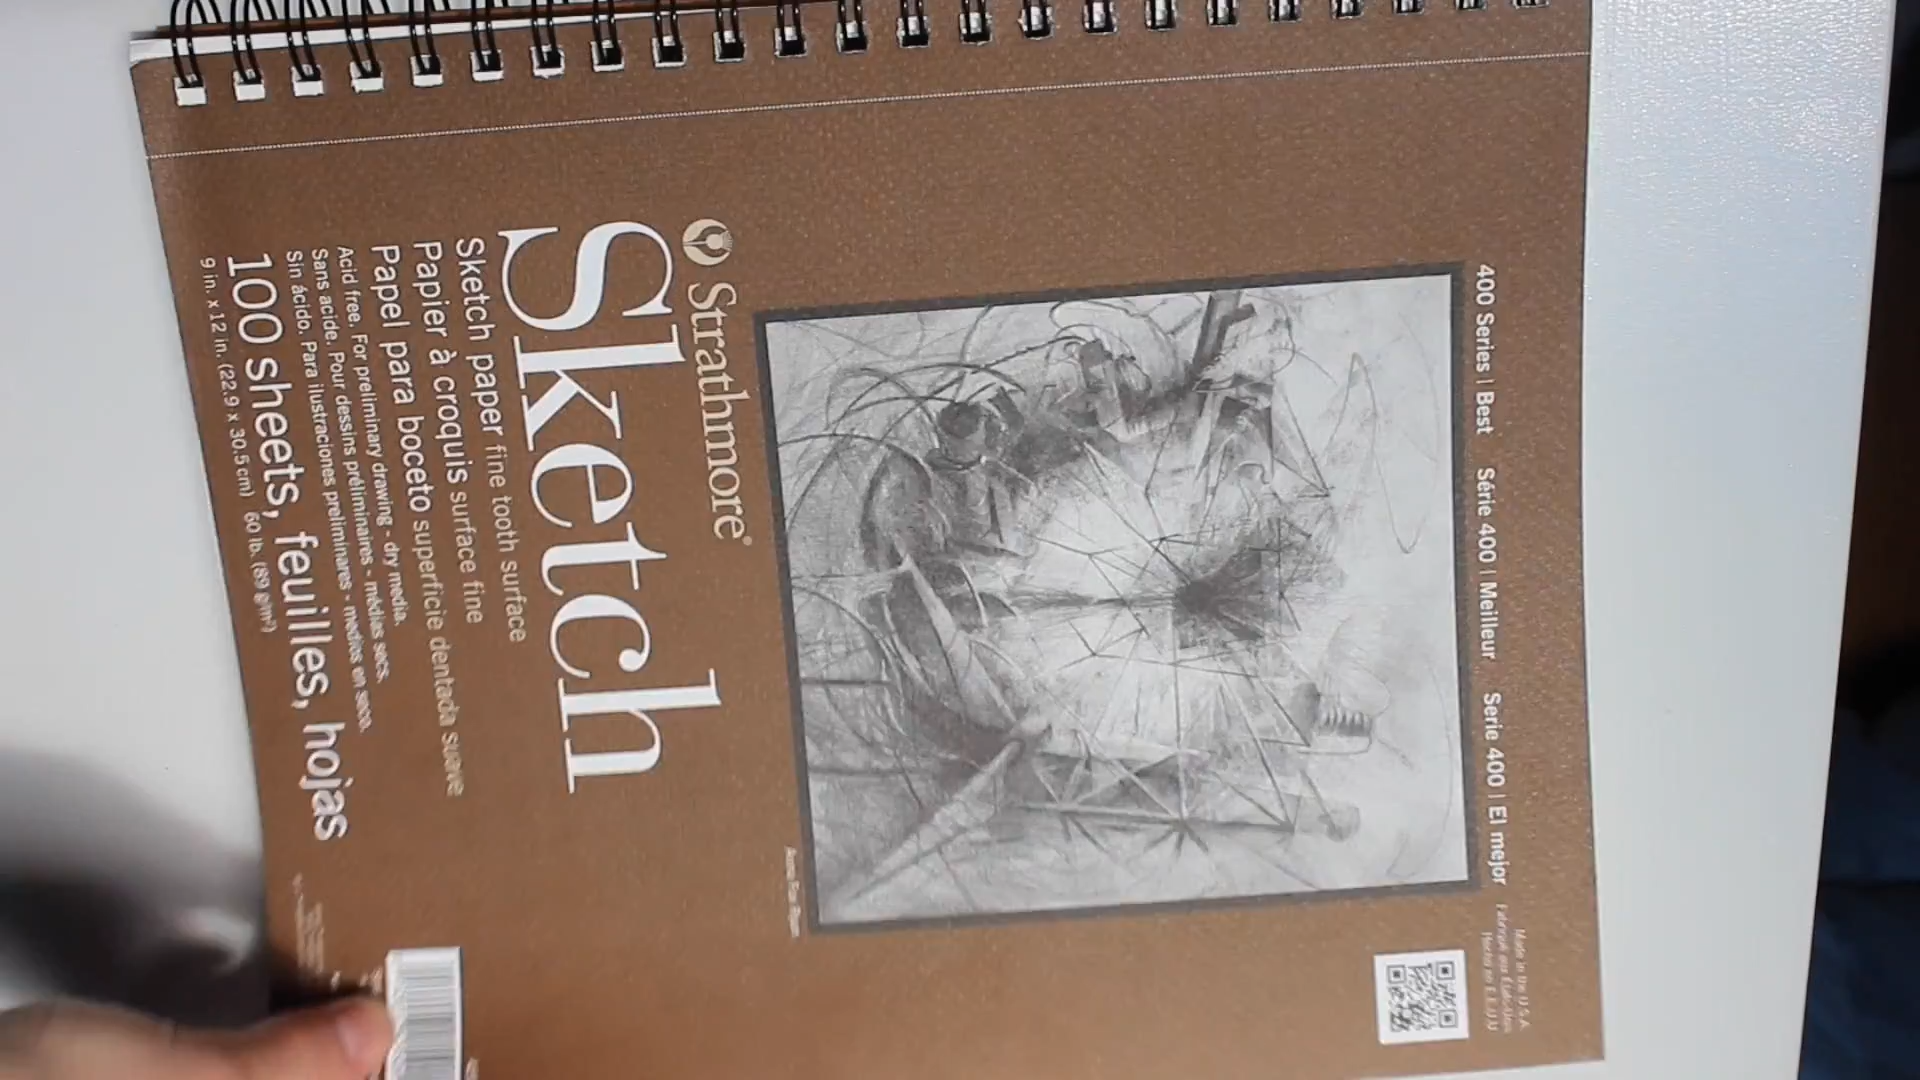 400 Series | Best Série 400 | Meilleur Serie 400 | El mejor
Made in the U.S.A.
Strathmore®
Sketch
Sketch paper fine tooth surface
Papier à croquis surface fine
Papel para boceto superficie dentada suave
Acid free. For preliminary drawing - dry media.
Sans acide. Pour dessins préliminaires - médias secs.
Sin ácido. Para ilustraciones preliminares - medios en seco.
100 sheets, feuilles, hojas
9 in. x 12 in. (22.9 x 30.5 cm) 60 lb. (89 g/m²)